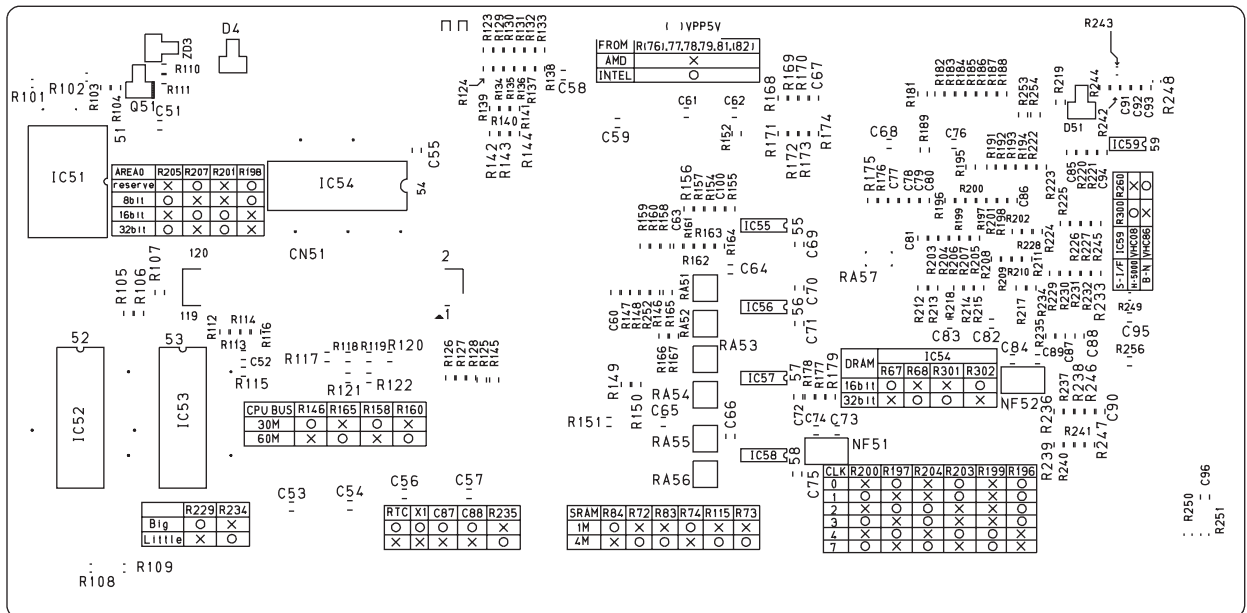 R123
R129
R130
R131
R132
R133
( )VPP5V
FROM R(76),77,78,79,81,(82)
AMD ×
INTEL ○
R243
D4
ZD3
R110
R111
Q51
C51
R101
R102
R103
R104
51
R124
R139
R134
R135
R136
R137
R138
C58
R140
R141
R142
R143
R144
C59
C61
C62
R152
R168
R169
R170
C67
R171
R172
R173
R174
R181
R182
R183
R184
R185
R186
R187
R188
R253
R254
R219
R244
D51
R242
C91
C92
C93
R248
IC59
59
IC51
AREA0 R205 R207 R201 R198
reserve × ○ ○ ○
8bit ○ × × ○
16bit ○ × ○ ×
32bit × ○ × ×
IC54
54
C55
CN51
120
2
119
1
R105
R106
R107
R156
R157
R154
C100
R155
R159
R160
R158
C63
R161
R163
R162
R164
C64
IC55
55
C69
C68
R189
C76
R175
R176
C77
C78
C79
C80
R195
R191
R192
R193
R194
R222
R196
R200
C86
R223
C85
R220
R221
C94
R225
R199
R197
R201
R198
R202
R224
C81
R203
R204
R206
R207
R205
R208
R228
R209
R210
R211
R226
R227
R245
S-I/F IC59 R300 R260
H-5000 VHC08 ○ ×
B-N VHC86 × ○
RA57
RA51
RA52
RA53
RA54
RA55
RA56
C60
R147
R148
R252
R146
R165
R166
R167
IC56
56
C70
C71
R212
R213
R218
R214
R215
C83
C82
R217
R234
R235
R229
R230
R231
R232
R233
R249
C95
R256
C84
C89
C87
C88
52
53
R112
R113
R114
R116
C52
R115
R117
R118
R119
R120
R121
R122
R126
R127
R128
R125
R145
IC52
IC53
CPU BUS R146 R165 R158 R160
30M ○ × ○ ×
60M × ○ × ○
R149
R150
R151
C65
C66
IC57
57
R178
R177
R179
C72
C74
C73
NF51
IC58
58
C75
DRAM IC54
R67 R68 R301 R302
16bit ○ × × ○
32bit × ○ ○ ×
NF52
R236
R237
R238
R246
C90
R239
R240
R241
R247
CLK R200 R197 R204 R203 R199 R196
0 × ○ × ○ × ○
1 × ○ × ○ ○ ×
2 × ○ ○ × × ○
3 × ○ ○ × ○ ×
4 ○ × × ○ × ○
7 ○ × ○ × ○ ×
C53
C54
C56
C57
R229 R234
Big ○ ×
Little × ○
RTC X1 C87 C88 R235
○ ○ ○ ○ ×
× × × × ○
SRAM R84 R72 R83 R74 R115 R73
1M ○ × × ○ × ×
4M ○ ○ × × ○ ○
R108
R109
R250
C96
R251